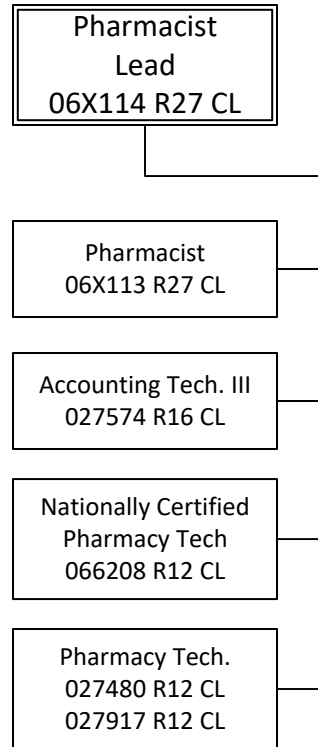 Pharmacist
Lead
06X114 R27 CL
Pharmacist
06X113 R27 CL
Accounting Tech. III
027574 R16 CL
Nationally Certified
Pharmacy Tech
066208 R12 CL
Pharmacy Tech.
027480 R12 CL
027917 R12 CL